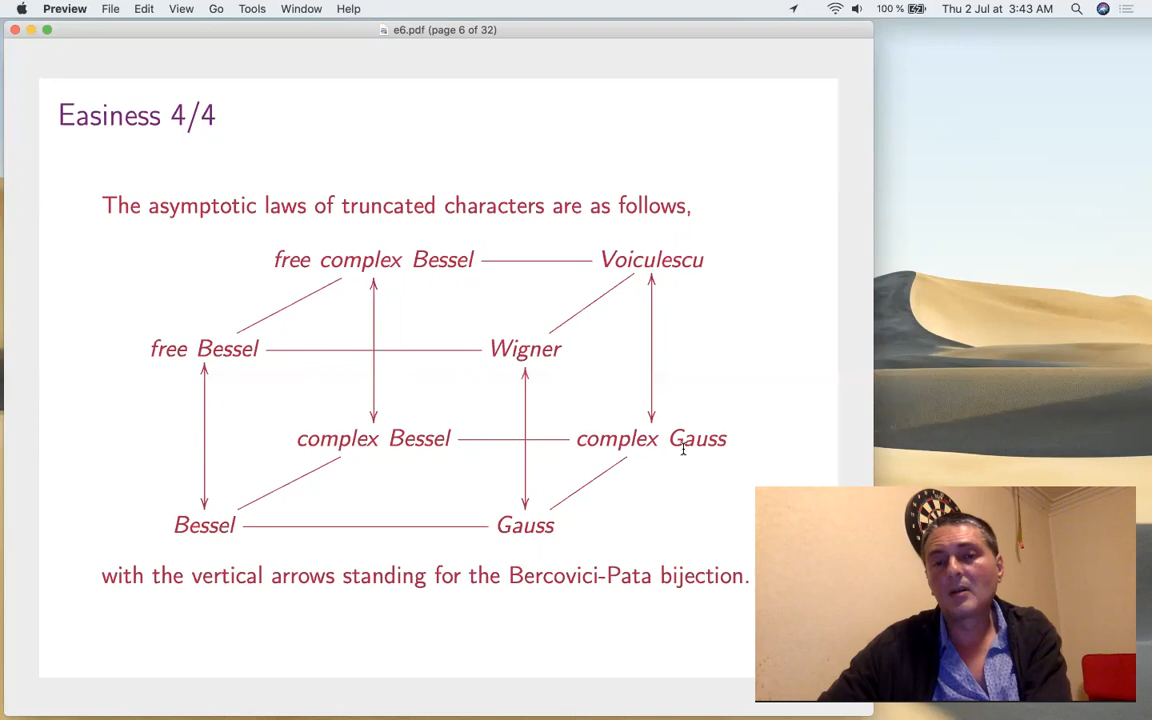 Preview File Edit View Go Tools Window Help 100 % Thu 2 Jul at 3:43 AM
e6.pdf (page 6 of 32)
Easiness 4/4
The asymptotic laws of truncated characters are as follows,
free complex Bessel Voiculescu
free Bessel Wigner
complex Bessel complex Gauss
Bessel Gauss
with the vertical arrows standing for the Bercovici-Pata bijection.